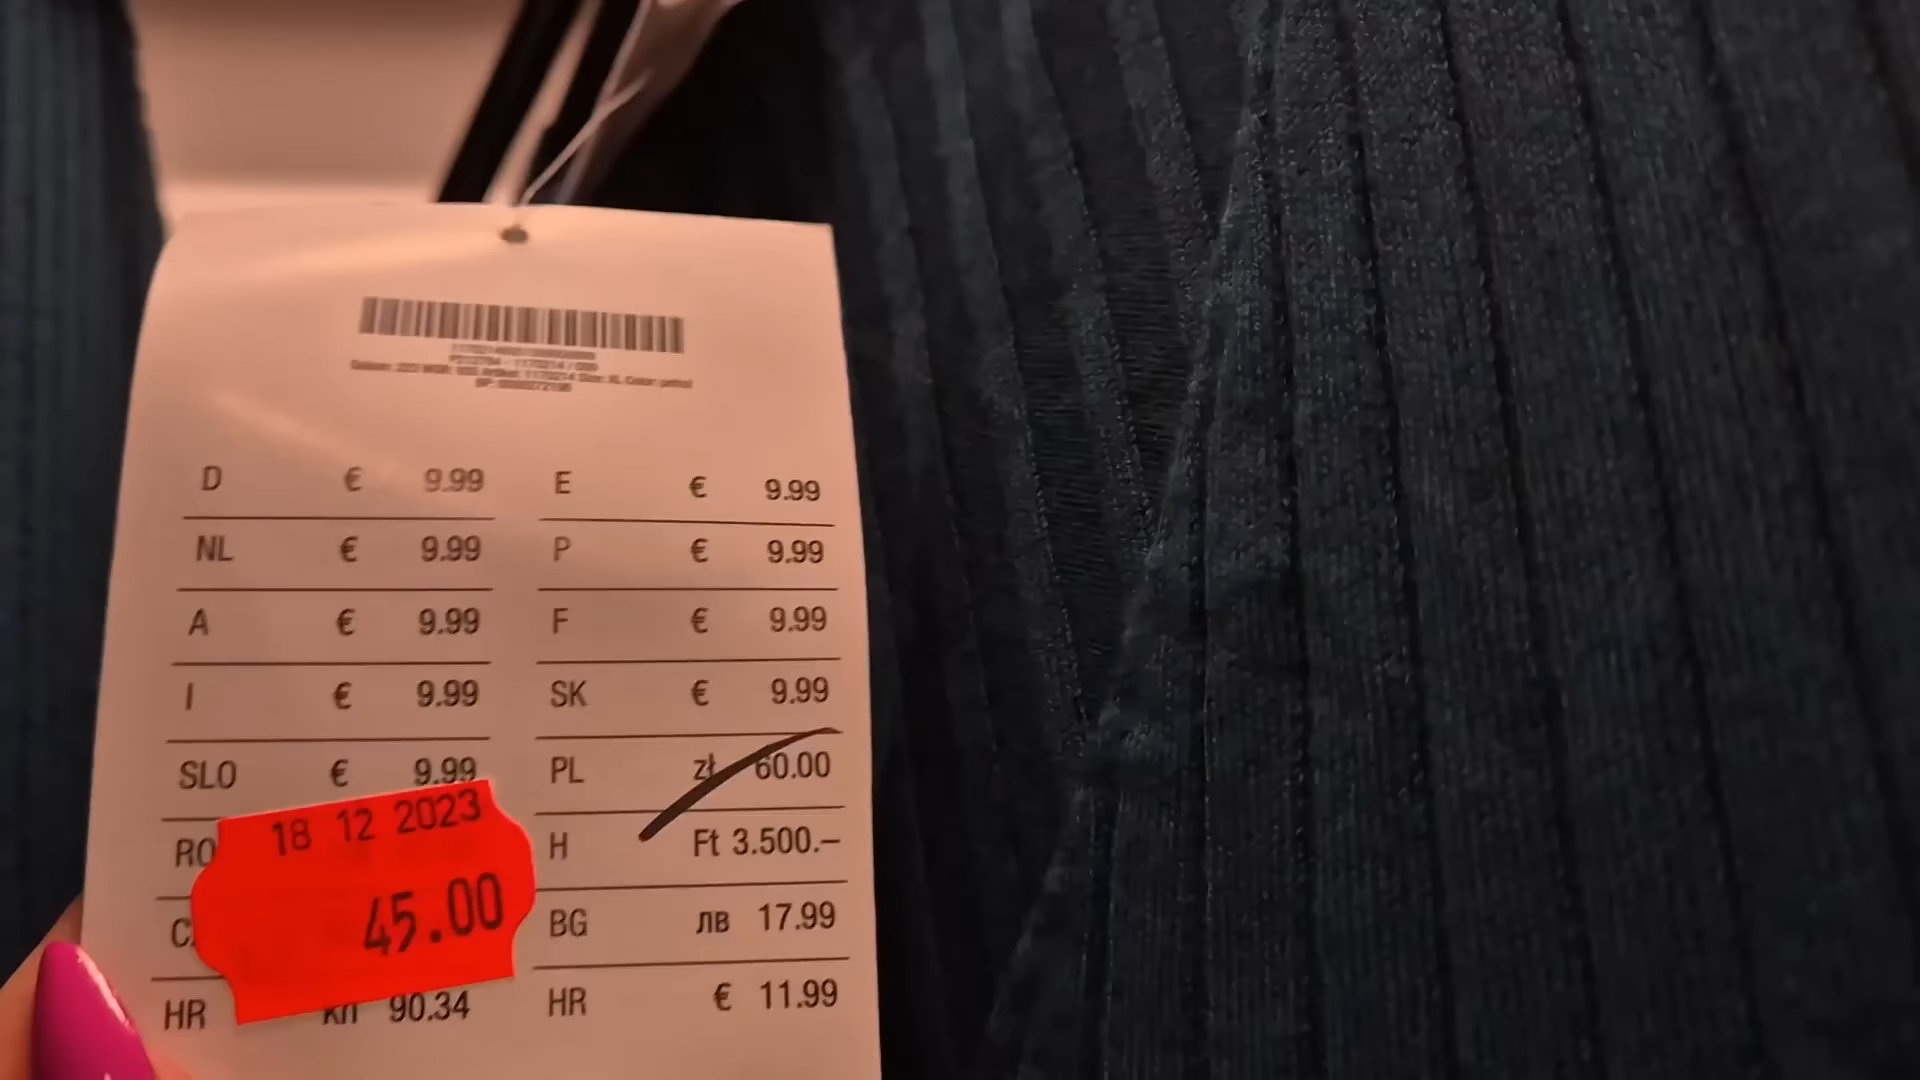 D € 9.99 E € 9.99
NL € 9.99 P € 9.99
A € 9.99 F € 9.99
I € 9.99 SK € 9.99
SLO € 9.99 PL zł 60.00
RO H Ft 3.500.–
18 12 2023
45.00
BG лв 17.99
HR Kn 90.34 HR € 11.99